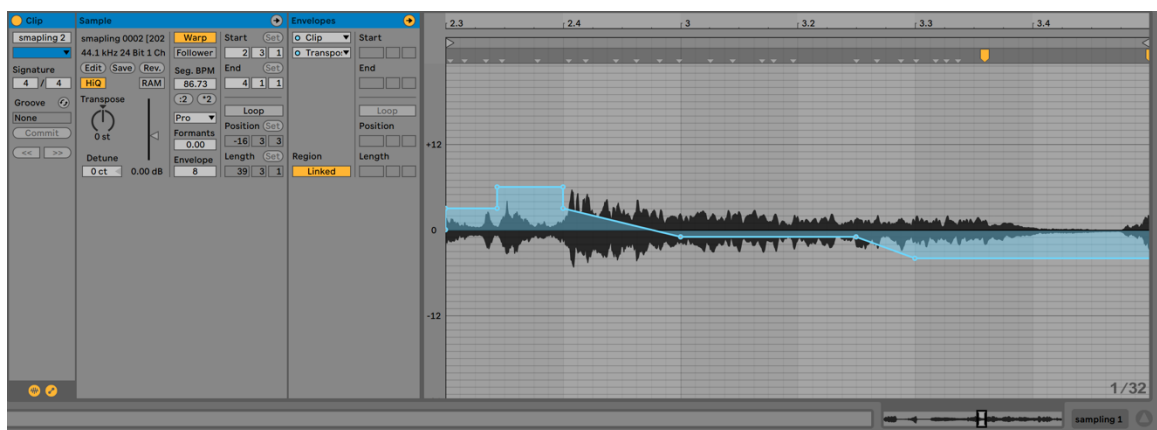 Clip
smapling 2
Signature
4 / 4
Groove
None
Commit
<< >>
Sample
smapling 0002 [202
44.1 kHz 24 Bit 1 Ch
Edit Save Rev.
HiQ RAM
Transpose
0 st
Detune
0 ct 0.00 dB
Warp
Follower
Seg. BPM
86.73
:2 *2
Pro
Formants
0.00
Envelope
8
Start Set
2 3 1
End Set
4 1 1
Loop
Position Set
-16 3 3
Length Set
39 3 1
Envelopes
Clip
Transpo:
Region
Linked
Start
End
Loop
Position
Length
2.3 2.4 3 3.2 3.3 3.4
+12
0
-12
1/32
sampling 1